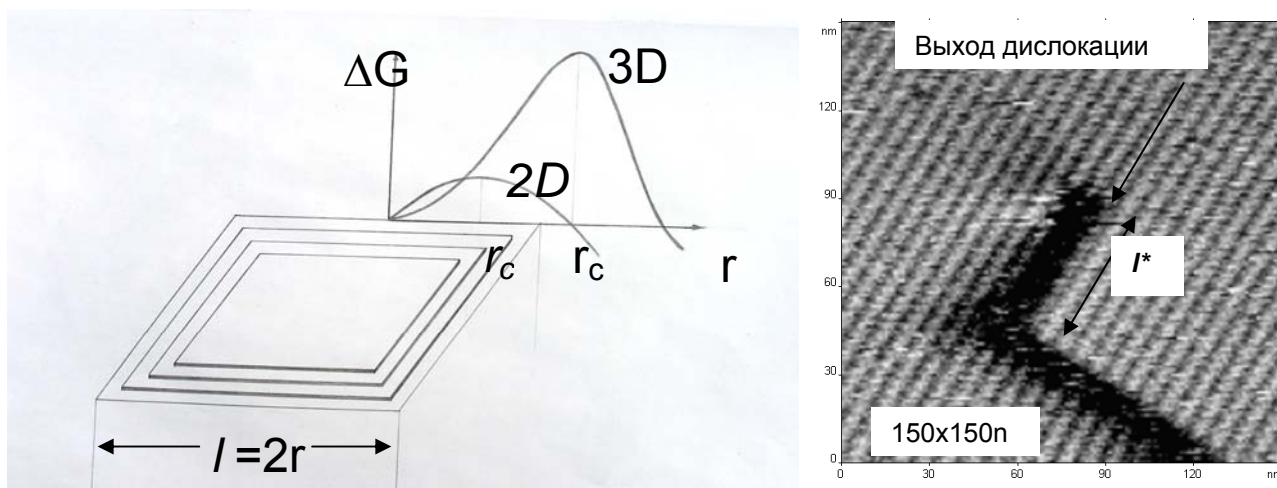 ΔG
3D
2D
r_c
r_c
r
l =2r
nm
120
90
60
30
0
Выход дислокации
l*
150x150n
0
30
60
90
120
nm